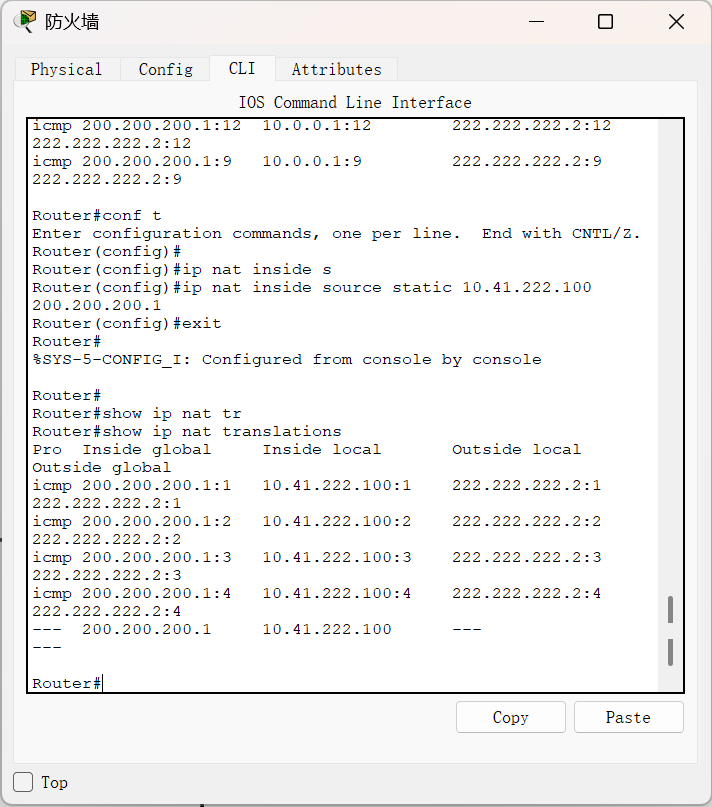 防火墙
Physical Config CLI Attributes
IOS Command Line Interface
icmp 200.200.200.1:12 10.0.0.1:12 222.222.222.2:12
222.222.222.2:12
icmp 200.200.200.1:9 10.0.0.1:9 222.222.222.2:9
222.222.222.2:9
Router#conf t
Enter configuration commands, one per line. End with CNTL/Z.
Router(config)#
Router(config)#ip nat inside s
Router(config)#ip nat inside source static 10.41.222.100
200.200.200.1
Router(config)#exit
Router#
%SYS-5-CONFIG_I: Configured from console by console
Router#
Router#show ip nat tr
Router#show ip nat translations
Pro Inside global Inside local Outside local
Outside global
icmp 200.200.200.1:1 10.41.222.100:1 222.222.222.2:1
222.222.222.2:1
icmp 200.200.200.1:2 10.41.222.100:2 222.222.222.2:2
222.222.222.2:2
icmp 200.200.200.1:3 10.41.222.100:3 222.222.222.2:3
222.222.222.2:3
icmp 200.200.200.1:4 10.41.222.100:4 222.222.222.2:4
222.222.222.2:4
--- 200.200.200.1 10.41.222.100 ---
---
Router#
Copy Paste
Top